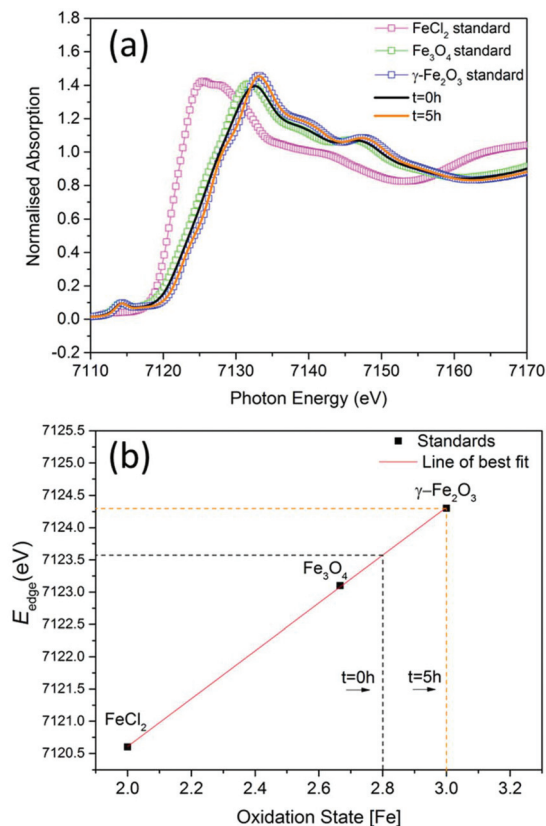 (a)
FeCl₂ standard
Fe₃O₄ standard
γ-Fe₂O₃ standard
t=0h
t=5h
Normalised Absorption
1.8
1.6
1.4
1.2
1.0
0.8
0.6
0.4
0.2
0.0
-0.2
7110 7120 7130 7140 7150 7160 7170
Photon Energy (eV)
(b)
Standards
Line of best fit
γ–Fe₂O₃
Fe₃O₄
FeCl₂
t=0h
t=5h
E_edge(eV)
7125.5
7125.0
7124.5
7124.0
7123.5
7123.0
7122.5
7122.0
7121.5
7121.0
7120.5
2.0 2.2 2.4 2.6 2.8 3.0 3.2
Oxidation State [Fe]